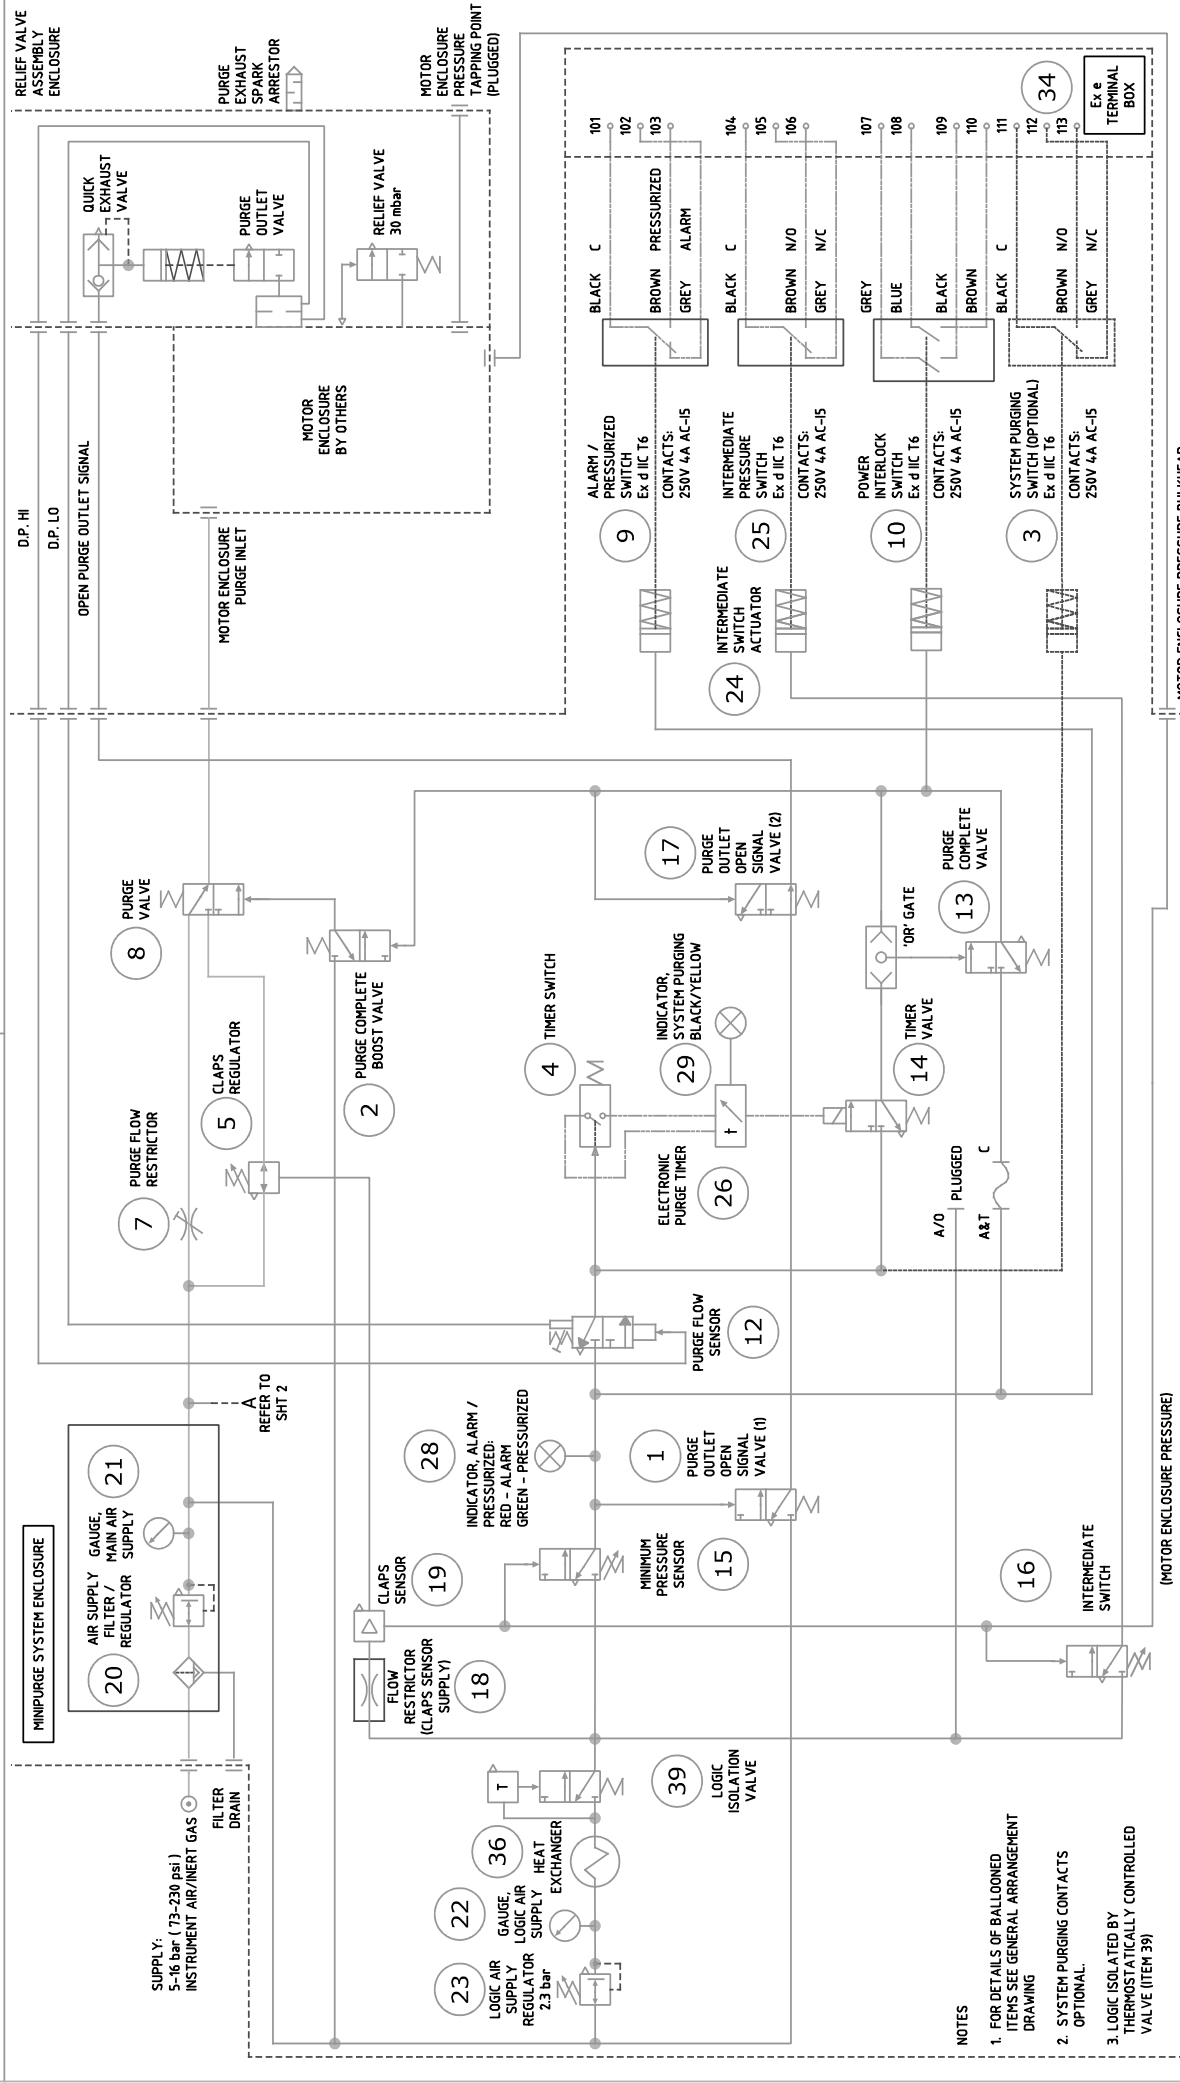 RELIEF VALVE
ASSEMBLY
ENCLOSURE
PURGE
EXHAUST
SPARK
ARRESTOR
MOTOR
ENCLOSURE
PRESSURE
TAPPING POINT
(PLUGGED)
QUICK
EXHAUST
VALVE
PURGE
OUTLET
VALVE
RELIEF VALVE
30 mbar
MOTOR
ENCLOSURE
BY OTHERS
D.P. HI
D.P. LO
OPEN PURGE OUTLET SIGNAL
MOTOR ENCLOSURE
PURGE INLET
34
Ex e
TERMINAL
BOX
101
102
103
104
105
106
107
108
109
110
111
112
113
BLACK C
BROWN PRESSURIZED
GREY ALARM
BLACK C
BROWN N/O
GREY N/C
GREY
BLUE
BLACK
BROWN
BLACK C
BROWN N/O
GREY N/C
ALARM /
PRESSURIZED
SWITCH
Ex d IIC T6
CONTACTS:
250V 4A AC-15
9
INTERMEDIATE
PRESSURE
SWITCH
Ex d IIC T6
CONTACTS:
250V 4A AC-15
25
POWER
INTERLOCK
SWITCH
Ex d IIC T6
CONTACTS:
250V 4A AC-15
10
SYSTEM PURGING
SWITCH (OPTIONAL)
Ex d IIC T6
CONTACTS:
250V 4A AC-15
3
INTERMEDIATE
SWITCH
ACTUATOR
24
PURGE
VALVE
8
CLAPS
REGULATOR
5
PURGE FLOW
RESTRICTOR
7
PURGE COMPLETE
BOOST VALVE
2
17
PURGE
OUTLET
OPEN
SIGNAL
VALVE (2)
PURGE
COMPLETE
VALVE
13
'OR' GATE
TIMER SWITCH
4
INDICATOR,
SYSTEM PURGING
BLACK/YELLOW
29
TIMER
VALVE
14
t
ELECTRONIC
PURGE TIMER
26
A/O PLUGGED
A&T C
PURGE FLOW
SENSOR
12
A
REFER TO
SHT 2
MINIPURGE SYSTEM ENCLOSURE
21
GAUGE,
MAIN AIR
SUPPLY
AIR SUPPLY
FILTER /
REGULATOR
20
28
INDICATOR, ALARM /
PRESSURIZED:
RED - ALARM
GREEN - PRESSURIZED
1
PURGE
OUTLET
OPEN
SIGNAL
VALVE (1)
MINIMUM
PRESSURE
SENSOR
15
CLAPS
SENSOR
19
FLOW
RESTRICTOR
(CLAPS SENSOR
SUPPLY)
18
16
INTERMEDIATE
SWITCH
(MOTOR ENCLOSURE PRESSURE)
SUPPLY:
5-16 bar ( 73-230 psi )
INSTRUMENT AIR/INERT GAS
FILTER
DRAIN
T
39
LOGIC
ISOLATION
VALVE
36
HEAT
EXCHANGER
22
GAUGE,
LOGIC AIR
SUPPLY
23
LOGIC AIR
SUPPLY
REGULATOR
2.3 bar
NOTES
1. FOR DETAILS OF BALLOONED
ITEMS SEE GENERAL ARRANGEMENT
DRAWING
2. SYSTEM PURGING CONTACTS
OPTIONAL.
3. LOGIC ISOLATED BY
THERMOSTATICALLY CONTROLLED
VALVE (ITEM 39)